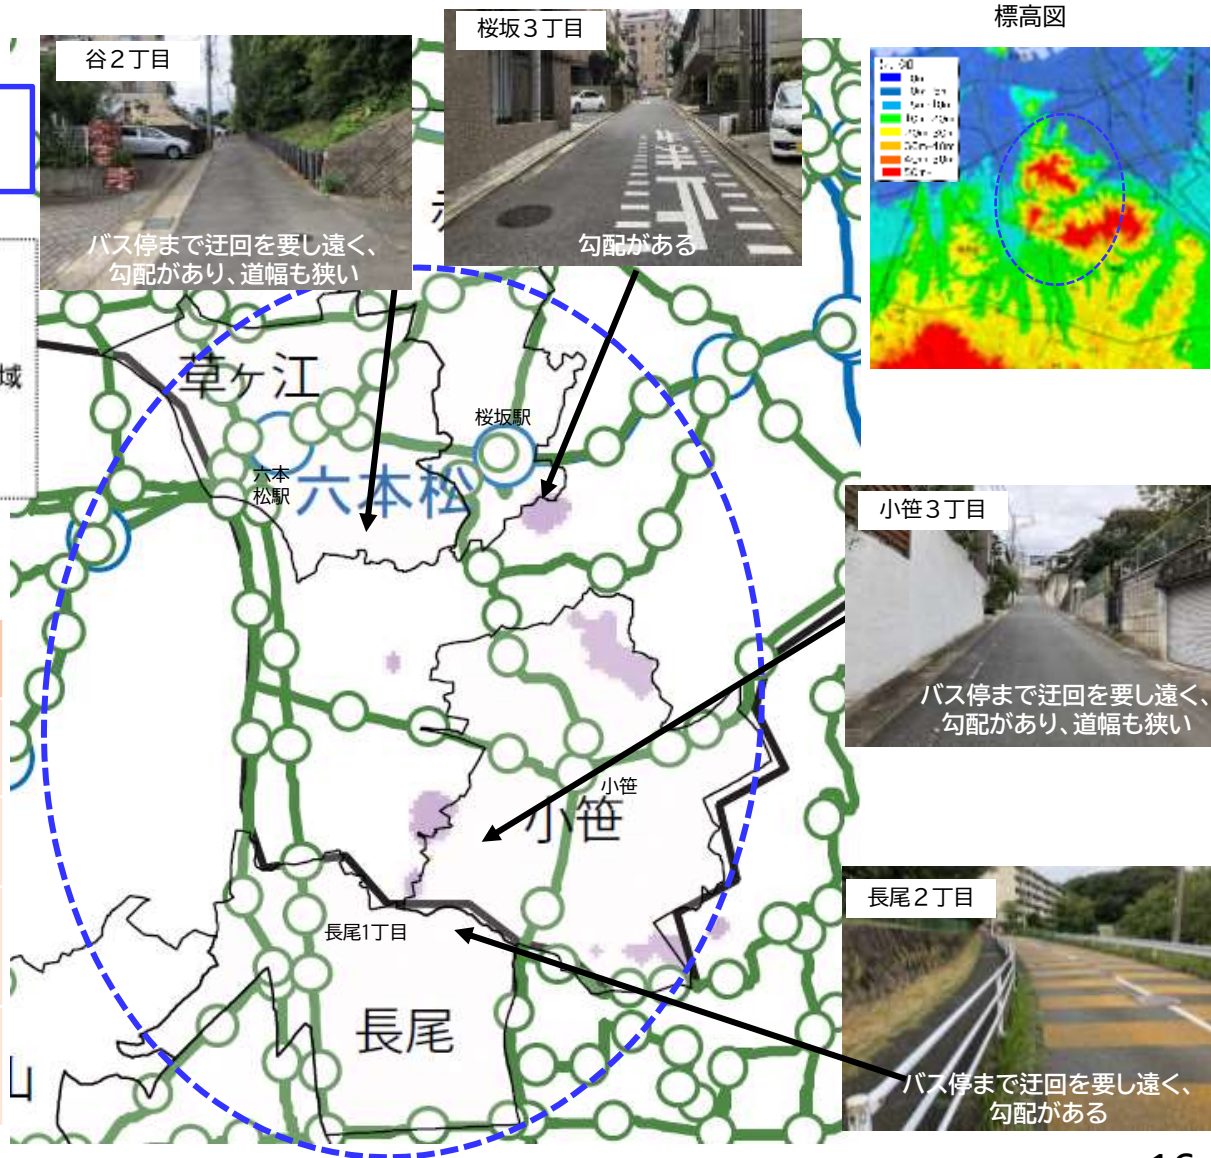 標高図
谷2丁目
バス停まで迂回を要し遠く、
勾配があり、道幅も狭い
桜坂3丁目
勾配がある
域
草ヶ江
桜坂駅
六本
松駅
六本松
小笹3丁目
バス停まで迂回を要し遠く、
勾配があり、道幅も狭い
小笹
小笹
長尾2丁目
長尾1丁目
長尾
バス停まで迂回を要し遠く、
勾配がある
山
16